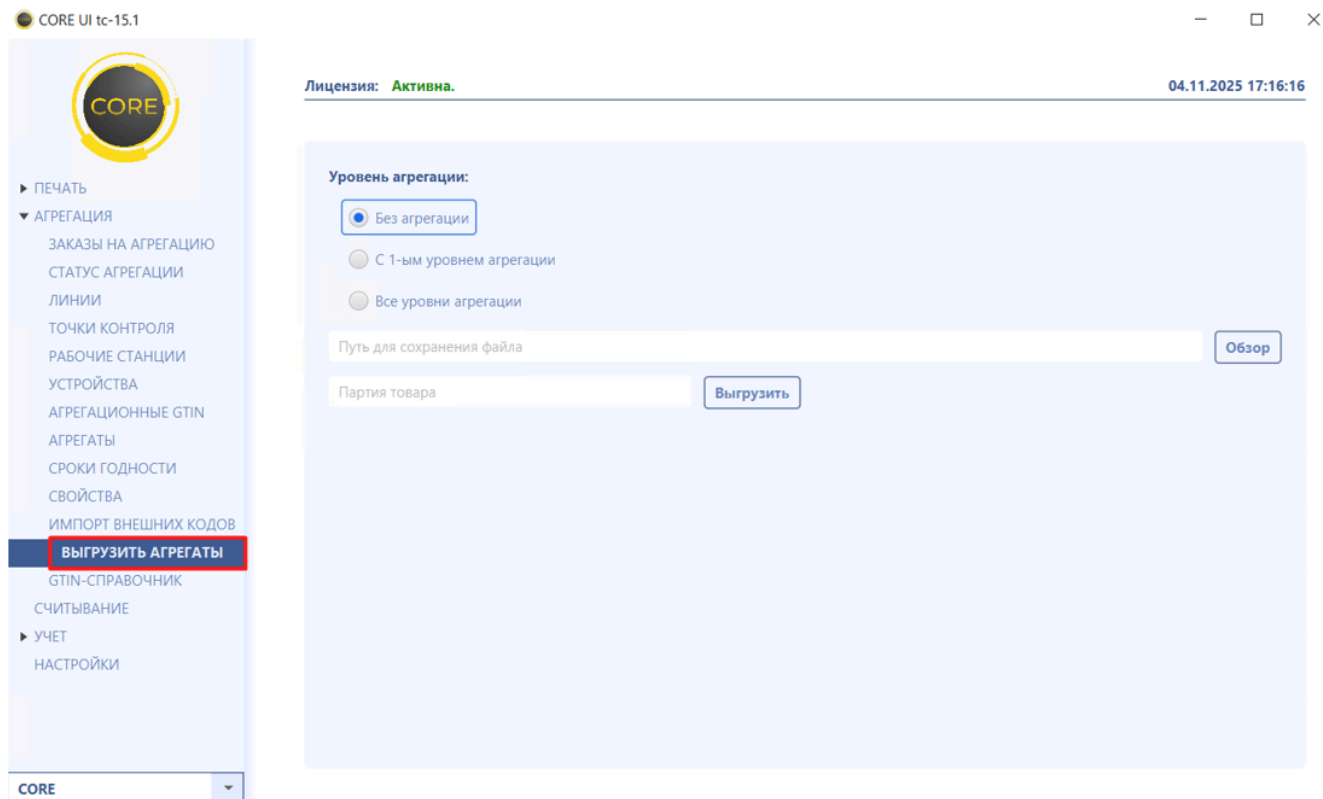 CORE UI tc-15.1
CORE
Лицензия: Активна.
04.11.2025 17:16:16
ПЕЧАТЬ
АГРЕГАЦИЯ
ЗАКАЗЫ НА АГРЕГАЦИЮ
СТАТУС АГРЕГАЦИИ
ЛИНИИ
ТОЧКИ КОНТРОЛЯ
РАБОЧИЕ СТАНЦИИ
УСТРОЙСТВА
АГРЕГАЦИОННЫЕ GTIN
АГРЕГАТЫ
СРОКИ ГОДНОСТИ
СВОЙСТВА
ИМПОРТ ВНЕШНИХ КОДОВ
ВЫГРУЗИТЬ АГРЕГАТЫ
GTIN-СПРАВОЧНИК
СЧИТЫВАНИЕ
УЧЕТ
НАСТРОЙКИ
CORE
Уровень агрегации:
Без агрегации
С 1-ым уровнем агрегации
Все уровни агрегации
Путь для сохранения файла
Обзор
Партия товара
Выгрузить